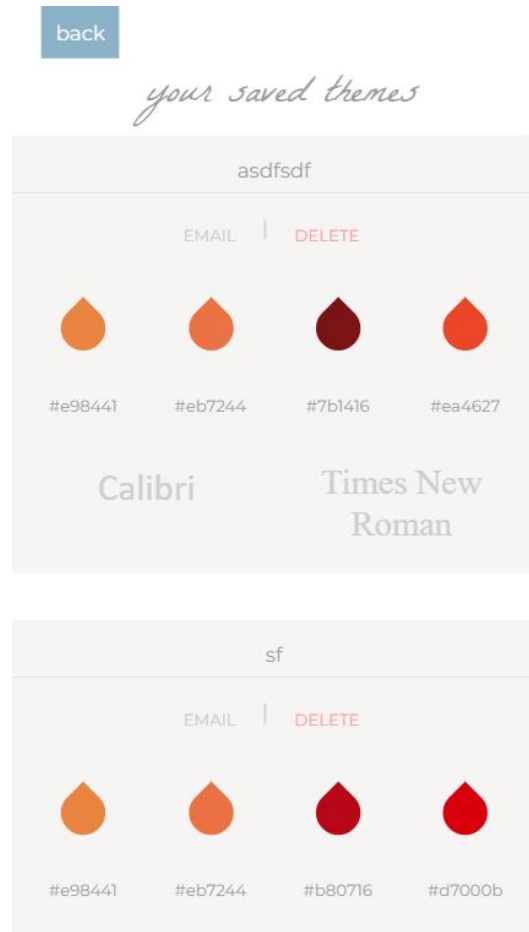 back
your saved themes
asdfsdf
EMAIL | DELETE
#e98441 #eb7244 #7b1416 #ea4627
Calibri Times New
Roman
sf
EMAIL | DELETE
#e98441 #eb7244 #b80716 #d7000b